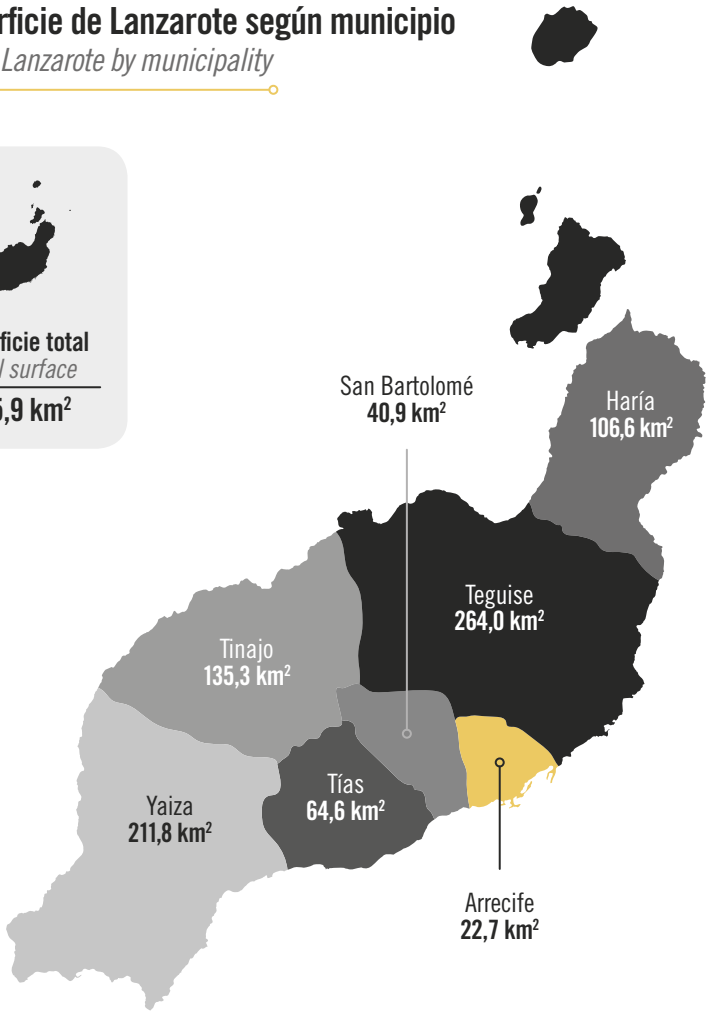 rficie de Lanzarote según municipio
Lanzarote by municipality
ficie total
l surface
5,9 km²
San Bartolomé
40,9 km²
Haría
106,6 km²
Teguise
264,0 km²
Tinajo
135,3 km²
Tías
64,6 km²
Yaiza
211,8 km²
Arrecife
22,7 km²